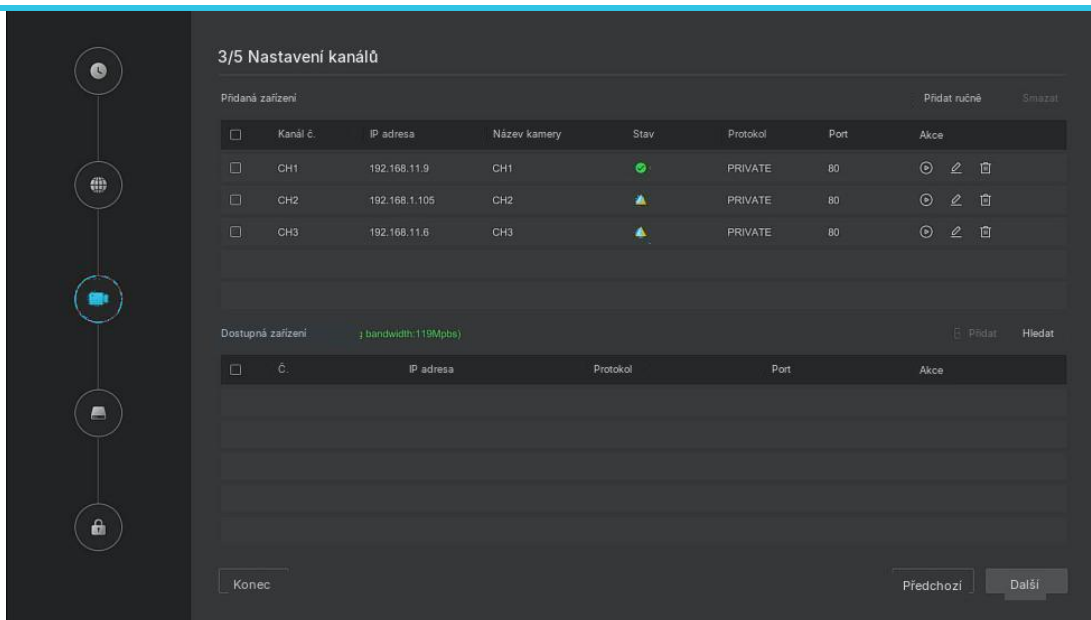 3/5 Nastavení kanálů
Přidaná zařízení Přidat ručně Smazat
Kanál č. IP adresa Název kamery Stav Protokol Port Akce
CH1 192.168.11.9 CH1 PRIVATE 80
CH2 192.168.1.105 CH2 PRIVATE 80
CH3 192.168.11.6 CH3 PRIVATE 80
Dostupná zařízení bandwidth:119Mpbs) Přidat Hledat
Č. IP adresa Protokol Port Akce
Konec Předchozí Další